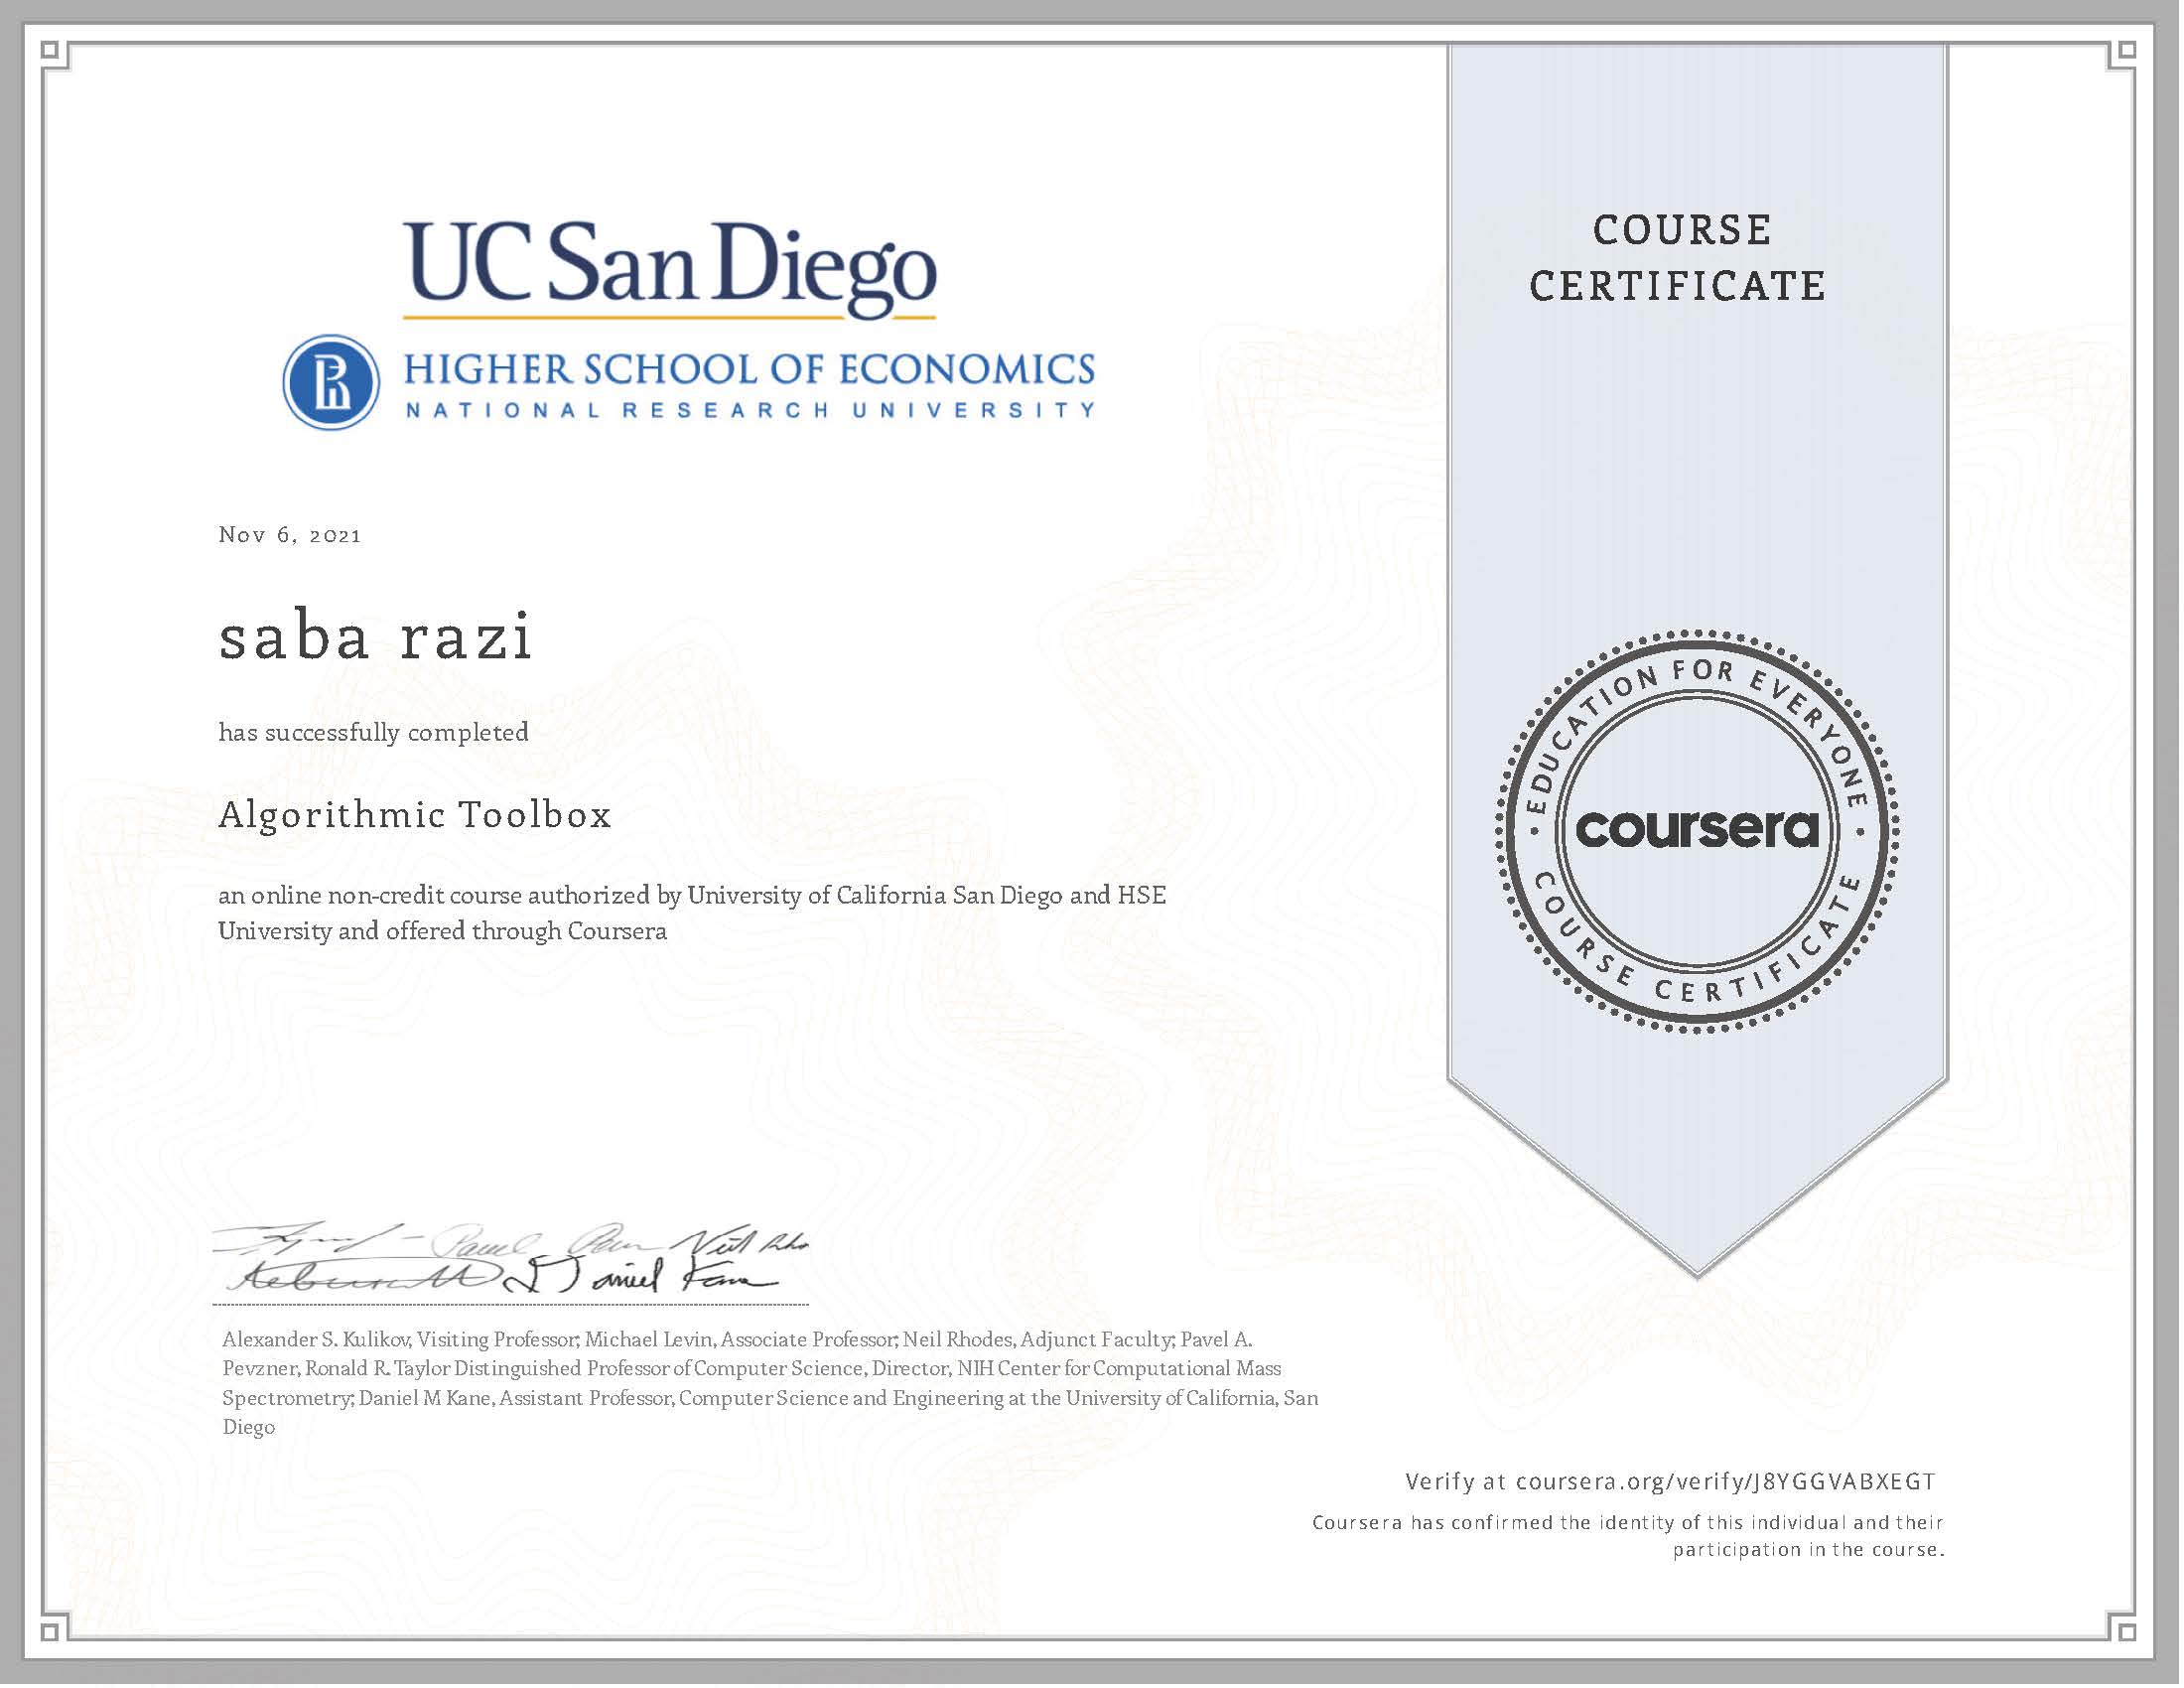 UC San Diego
HIGHER SCHOOL OF ECONOMICS
NATIONAL RESEARCH UNIVERSITY
COURSE
CERTIFICATE
Nov 6, 2021
saba razi
has successfully completed
Algorithmic Toolbox
an online non-credit course authorized by University of California San Diego and HSE
University and offered through Coursera
EDUCATION FOR EVERYONE
coursera
COURSE CERTIFICATE
Daniel Kane
Alexander S. Kulikov, Visiting Professor; Michael Levin, Associate Professor; Neil Rhodes, Adjunct Faculty; Pavel A.
Pevzner, Ronald R. Taylor Distinguished Professor of Computer Science, Director, NIH Center for Computational Mass
Spectrometry; Daniel M Kane, Assistant Professor, Computer Science and Engineering at the University of California, San
Diego
Verify at coursera.org/verify/J8YGGVABXEGT
Coursera has confirmed the identity of this individual and their
participation in the course.